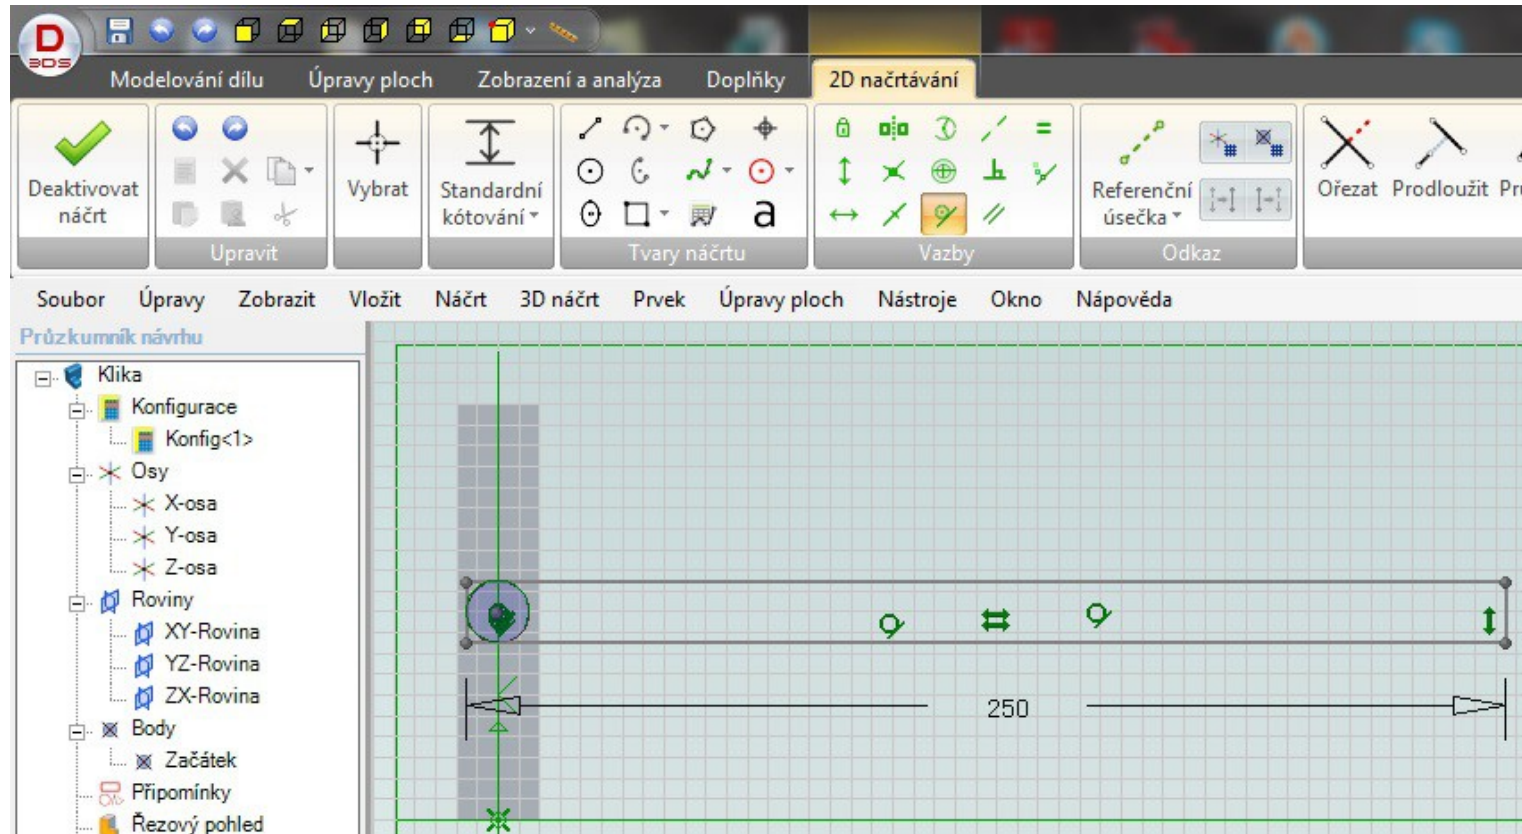 D
3DS
Modelování dílu Úpravy ploch Zobrazení a analýza Doplňky 2D načrtávání
Deaktivovat náčrt
Vybrat
Standardní kótování
a
Referenční úsečka
Ořezat Prodloužit Pr
Upravit Tvary náčrtu Vazby Odkaz
Soubor Úpravy Zobrazit Vložit Náčrt 3D náčrt Prvek Úpravy ploch Nástroje Okno Nápověda
Průzkumník návrhu
Klika
Konfigurace
Konfig<1>
Osy
X-osa
Y-osa
Z-osa
Roviny
XY-Rovina
YZ-Rovina
ZX-Rovina
Body
Začátek
Připomínky
Řezový pohled
250